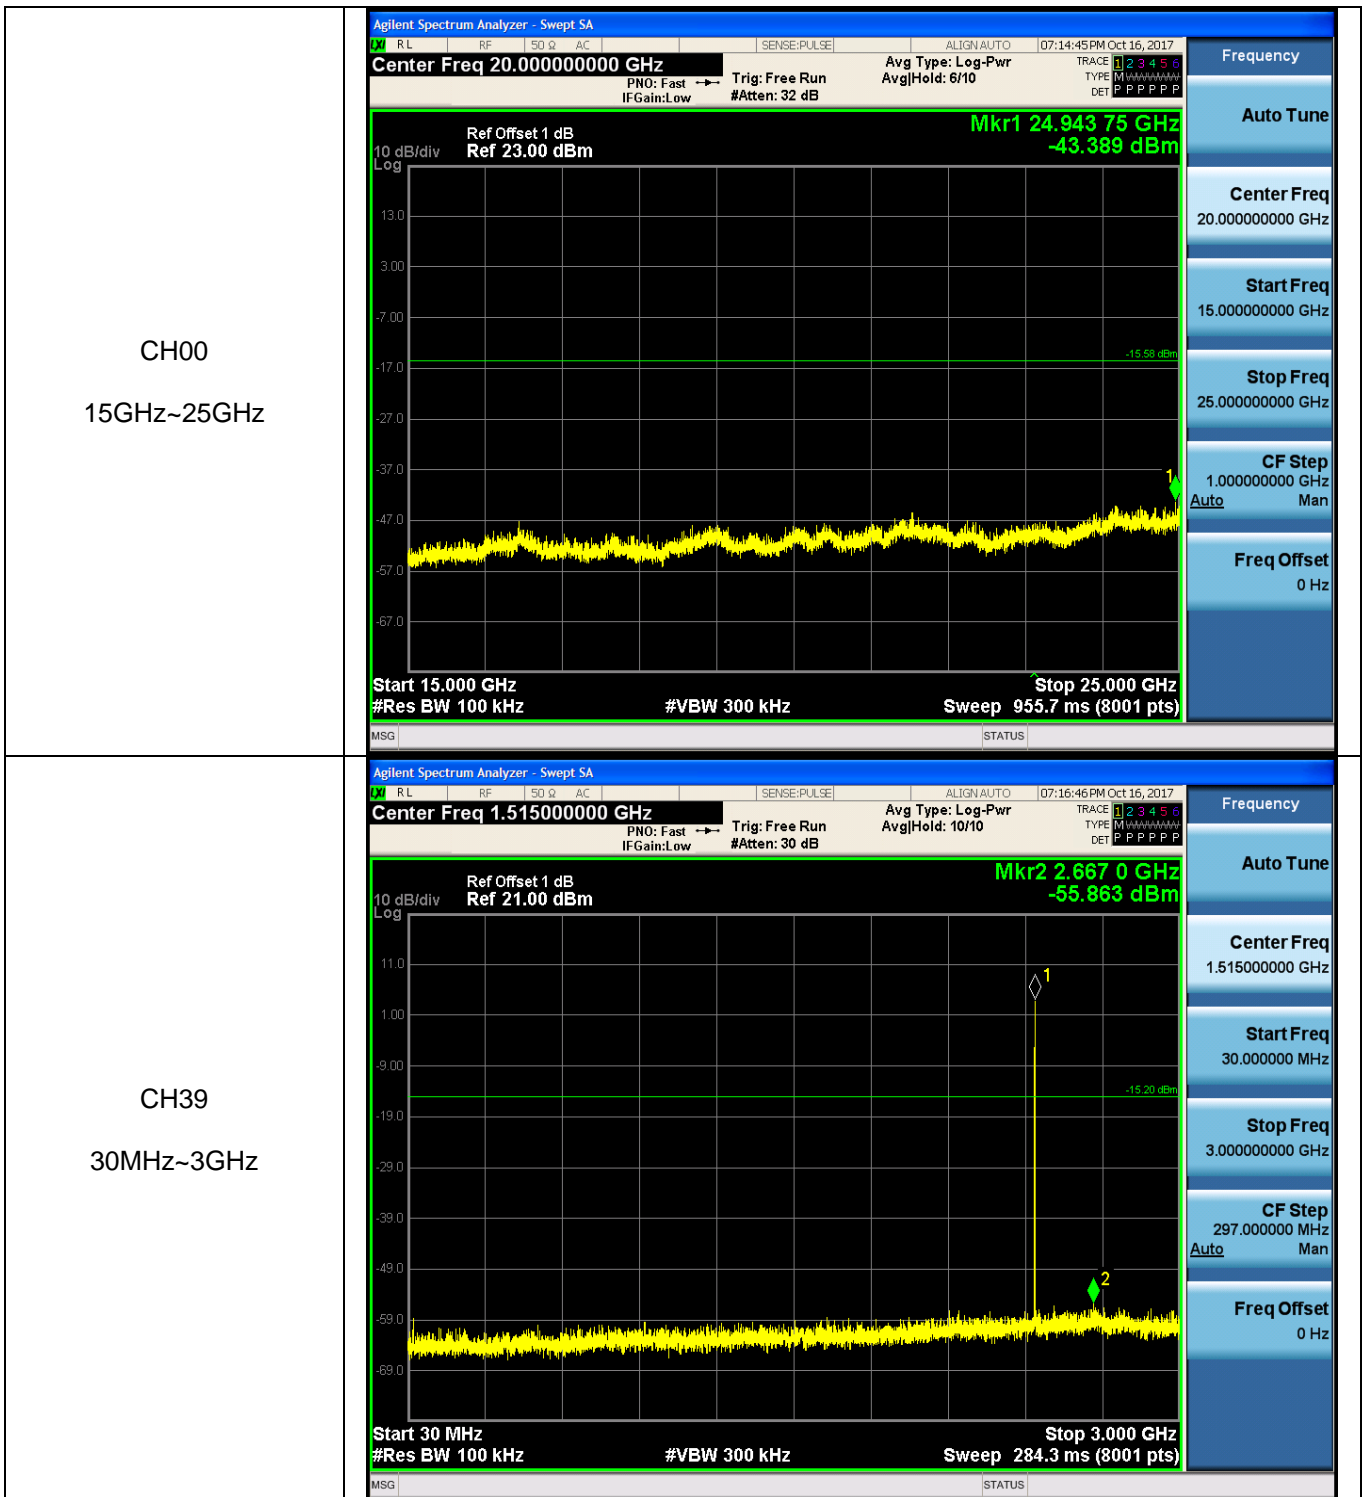 CH00
15GHz~25GHz
Agilent Spectrum Analyzer - Swept SA
LXI RL RF 50 Ω AC SENSE:PULSE ALIGN AUTO 07:14:45 PM Oct 16, 2017
Center Freq 20.000000000 GHz
PNO: Fast
IFGain:Low
Trig: Free Run
#Atten: 32 dB
Avg Type: Log-Pwr
Avg|Hold: 6/10
TRACE 1 2 3 4 5 6
TYPE M WWWWW
DET P P P P P P
Mkr1 24.943 75 GHz
-43.389 dBm
Ref Offset 1 dB
10 dB/div Ref 23.00 dBm
Log
13.0
3.00
-7.00
-15.58 dBm
-17.0
-27.0
-37.0
1
-47.0
-57.0
-67.0
Start 15.000 GHz Stop 25.000 GHz
#Res BW 100 kHz #VBW 300 kHz Sweep 955.7 ms (8001 pts)
MSG STATUS
Frequency
Auto Tune
Center Freq
20.000000000 GHz
Start Freq
15.000000000 GHz
Stop Freq
25.000000000 GHz
CF Step
1.000000000 GHz
Auto Man
Freq Offset
0 Hz
CH39
30MHz~3GHz
Agilent Spectrum Analyzer - Swept SA
LXI RL RF 50 Ω AC SENSE:PULSE ALIGN AUTO 07:16:46 PM Oct 16, 2017
Center Freq 1.515000000 GHz
PNO: Fast
IFGain:Low
Trig: Free Run
#Atten: 30 dB
Avg Type: Log-Pwr
Avg|Hold: 10/10
TRACE 1 2 3 4 5 6
TYPE M WWWWW
DET P P P P P P
Mkr2 2.667 0 GHz
-55.863 dBm
Ref Offset 1 dB
10 dB/div Ref 21.00 dBm
Log
11.0
1
1.00
-9.00
-15.20 dBm
-19.0
-29.0
-39.0
-49.0
2
-59.0
-69.0
Start 30 MHz Stop 3.000 GHz
#Res BW 100 kHz #VBW 300 kHz Sweep 284.3 ms (8001 pts)
MSG STATUS
Frequency
Auto Tune
Center Freq
1.515000000 GHz
Start Freq
30.000000 MHz
Stop Freq
3.000000000 GHz
CF Step
297.000000 MHz
Auto Man
Freq Offset
0 Hz